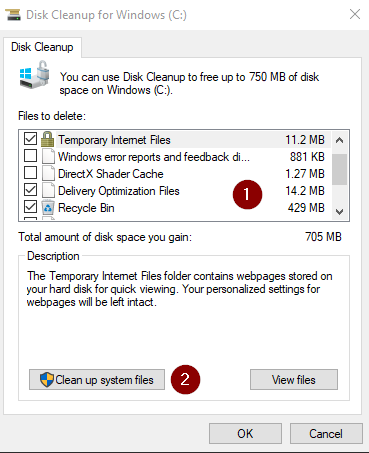 Disk Cleanup for Windows (C:)
Disk Cleanup
You can use Disk Cleanup to free up to 750 MB of disk
space on Windows (C:).
Files to delete:
Temporary Internet Files 11.2 MB
Windows error reports and feedback di... 881 KB
DirectX Shader Cache 1.27 MB
Delivery Optimization Files 14.2 MB
Recycle Bin 429 MB
1
Total amount of disk space you gain: 705 MB
Description
The Temporary Internet Files folder contains webpages stored on
your hard disk for quick viewing. Your personalized settings for
webpages will be left intact.
Clean up system files 2 View files
OK Cancel